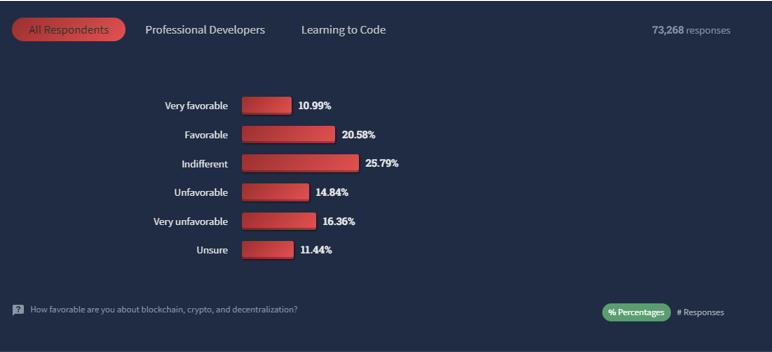 All Respondents Professional Developers Learning to Code 73,268 responses
Very favorable 10.99%
Favorable 20.58%
Indifferent 25.79%
Unfavorable 14.84%
Very unfavorable 16.36%
Unsure 11.44%
? How favorable are you about blockchain, crypto, and decentralization?
% Percentages # Responses